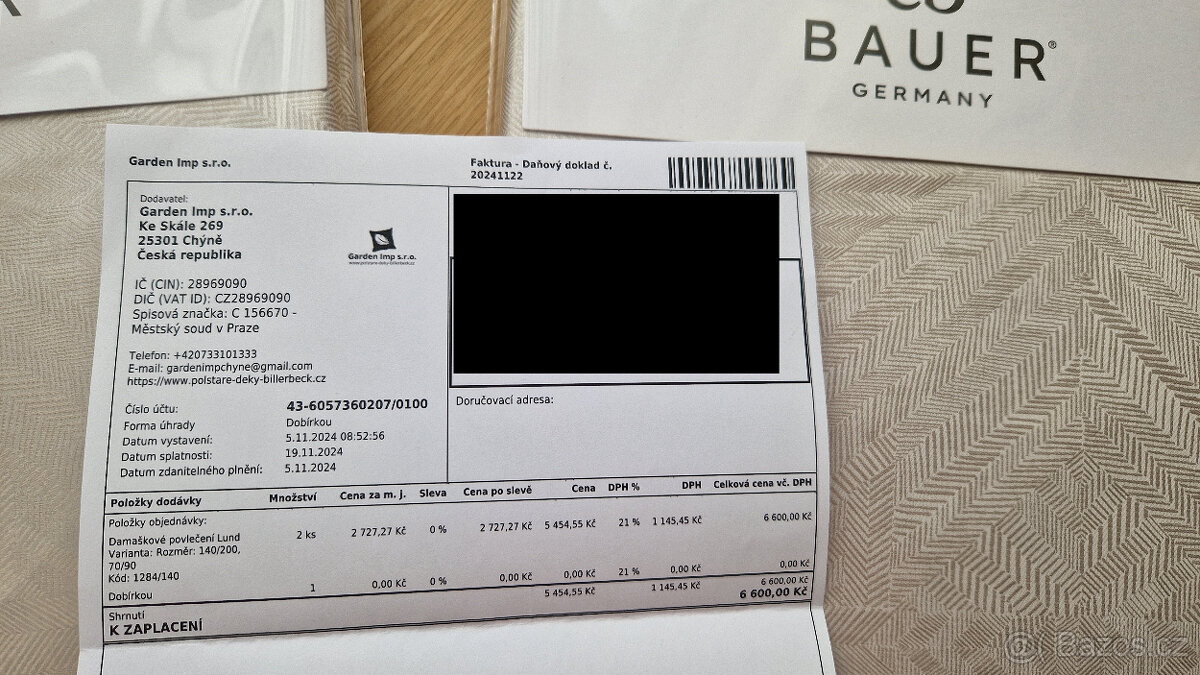 BAUER®
GERMANY
Garden Imp s.r.o.
Faktura - Daňový doklad č.
20241122
Dodavatel:
Garden Imp s.r.o.
Ke Skále 269
25301 Chýně
Česká republika
Garden Imp s.r.o.
www.polstare-deky-billerbeck.cz
IČ (CIN): 28969090
DIČ (VAT ID): CZ28969090
Spisová značka: C 156670 -
Městský soud v Praze
Telefon: +420733101333
E-mail: gardenimpchyne@gmail.com
https://www.polstare-deky-billerbeck.cz
Číslo účtu: 43-6057360207/0100
Forma úhrady Dobírkou
Datum vystavení: 5.11.2024 08:52:56
Datum splatnosti: 19.11.2024
Datum zdanitelného plnění: 5.11.2024
Doručovací adresa:
Položky dodávky Množství Cena za m. j. Sleva Cena po slevě Cena DPH % DPH Celková cena vč. DPH
Položky objednávky:
Damaškové povlečení Lund 2 ks 2 727,27 Kč 0 % 2 727,27 Kč 5 454,55 Kč 21 % 1 145,45 Kč 6 600,00 Kč
Varianta: Rozměr: 140/200,
70/90
Kód: 1284/140
Dobírkou 1 0,00 Kč 0 % 0,00 Kč 0,00 Kč 21 % 0,00 Kč 0,00 Kč
Shrnutí 5 454,55 Kč 1 145,45 Kč 6 600,00 Kč
K ZAPLACENÍ 6 600,00 Kč
Bazos.cz